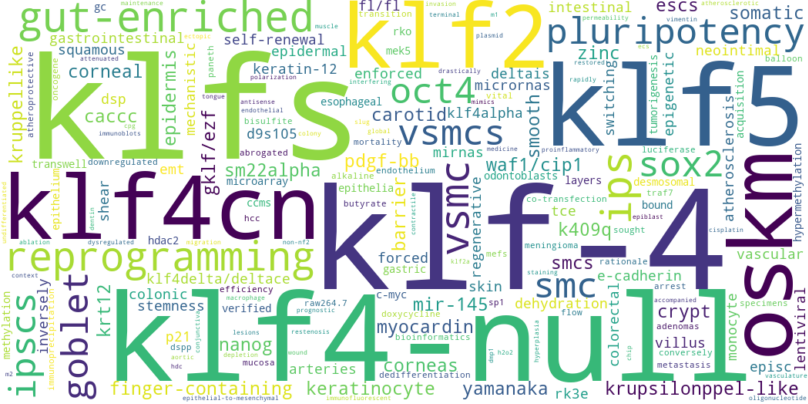 gut-enriched
gc
maintenance
muscle
klf2
fl/fl
transition
invasion
terminal
m1
atherosclerotic
permeability
vimentin
escs
intestinal
somatic
pluripotency
gastrointestinal
self-renewal
squamous
epidermal
corneal
keratin-12
polarization
rko
mek5
plasmid
enforced
deltais
micrornas
zinc
neointimal
ecs
restored
balloon
klfs
kruppellike
atheroprotective
oncogene
attenuated
dsp
caccc
epidermis
paneth
mechanistic
tongue
antisense
endothelial
interfering
esophageal
oct4
klf4alpha
drastically
carotid
vital
smooth
rapidly
switching
epigenetic
tumorigenesis
klf5
acquisition
immunoblots
bisulfite
colony
d9s105
mortality
slug
global
mimics
vsmcs
medicine
proinflammatory
luciferase
atherosclerosis
hypermethylation
transwell
downregulated
abrogated
gklf/ezf
mirnas
waf1/cip1
sox2
emt
sm22alpha
pdgf-bb
endothelium
odontoblasts
desmosomal
microarray
alkaline
epithelia
layers
traf7
ips
undifferentiated
klf4cn
epithelium
shear
dentin
ccms
hcc
butyrate
barrier
vsmc
regenerative
co-transfection
tce
bound
k409q
sought
epiblast
cisplatin
oskm
ablation
hdac2
dysregulated
migration
non-nf2
contractile
klf-4
meningioma
vascular
reprogramming
forced
klf2a
mefs
smcs
rationale
gastric
skin
staining
e-cadherin
context
methylation
ipscs
inversely
goblet
klf4delta/deltace
efficiency
c-myc
smc
arrest
accompanied
specimens
colonic
macrophage
raw264.7
mir-145
sp1
dehydration
colorectal
crypt
adenomas
monocyte
lentiviral
vasculature
krt12
stemness
verified
prognostic
doxycycline
flow
villus
p21
lesions
restenosis
myocardin
conversely
klf4-null
dspp
conjunctival
nanog
bioinformatics
corneas
hyperplasia
dmp1
h2o2
chip
metastasis
aortic
depletion
mucosa
wound
arteries
dedifferentiation
yamanaka
episc
m2
hdc
finger-containing
keratinocyte
rk3e
krupsilonppel-like
epithelial-to-mesenchymal
immunofluorescent
oligonucleotide